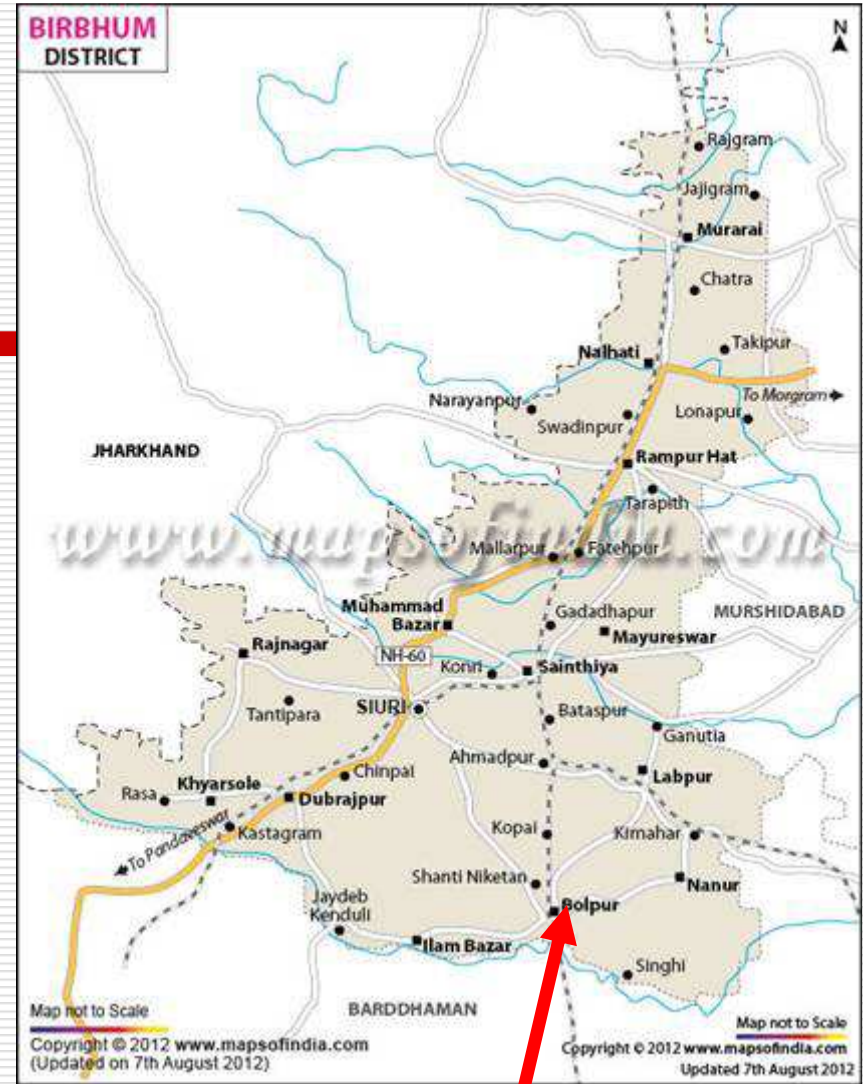 BIRBHUM
DISTRICT
N
Rajgram
Jajigram
Murarai
Chatra
Takipur
Nalhati
To Morgram
Narayanpur
Lonapur
Swadinpur
JHARKHAND
Rampur Hat
Tarapith
www.mapsofindia.com
Mallarpur
Fatehpur
Muhammad
Bazar
Gadadhapur
MURSHIDABAD
Mayureswar
Rajnagar
NH-60
Konri
Sainthiya
Tantipara
SIURI
Bataspur
Ganutia
Ahmadpur
Chinpai
Labpur
Rasa
Khyarsole
Dubrajpur
Kastagram
To Pandaveswar
Kopai
Kirnahar
Shanti Niketan
Nanur
Jaydeb
Kenduli
Bolpur
Ilam Bazar
Singhi
BARDDHAMAN
Map not to Scale
Copyright © 2012 www.mapsofindia.com
(Updated on 7th August 2012)
Map not to Scale
Copyright © 2012 www.mapsofindia.com
Updated 7th August 2012